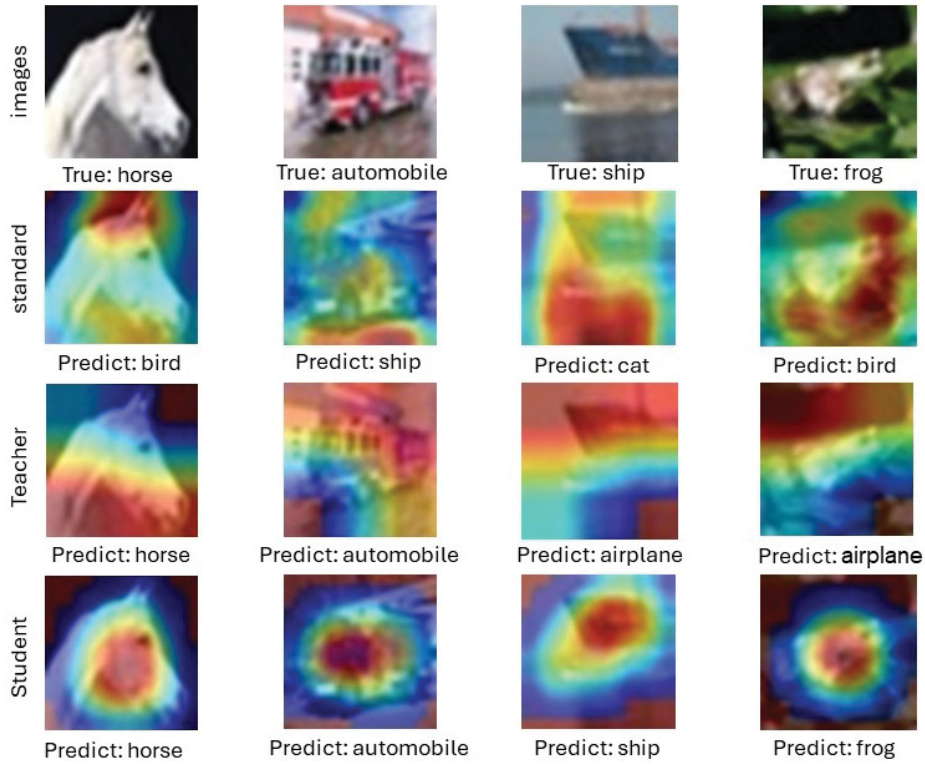 images
True: horse
True: automobile
True: ship
True: frog
standard
Predict: bird
Predict: ship
Predict: cat
Predict: bird
Teacher
Predict: horse
Predict: automobile
Predict: airplane
Predict: airplane
Student
Predict: horse
Predict: automobile
Predict: ship
Predict: frog